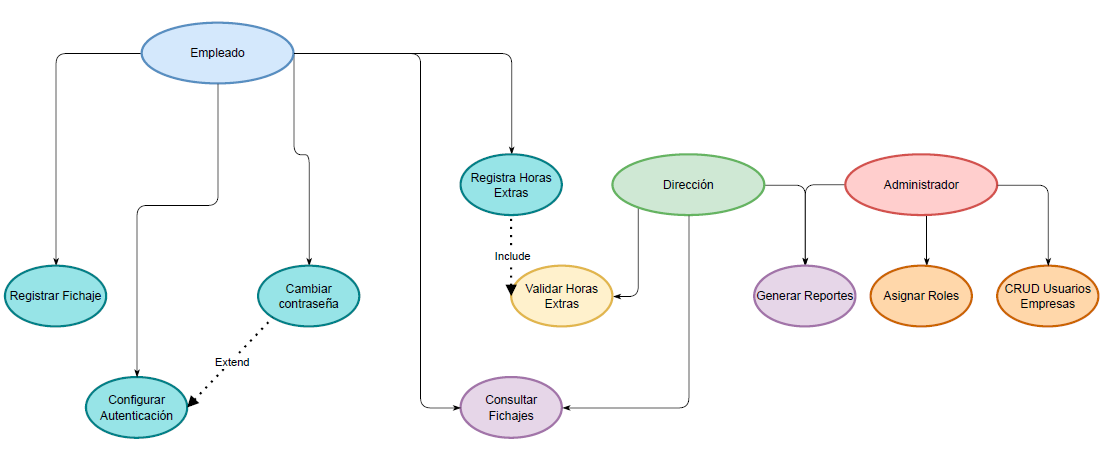 Empleado
Registra Horas
Extras
Dirección
Administrador
Include
Registrar Fichaje
Cambiar
contraseña
Validar Horas
Extras
Generar Reportes
Asignar Roles
CRUD Usuarios
Empresas
Extend
Configurar
Autenticación
Consultar
Fichajes